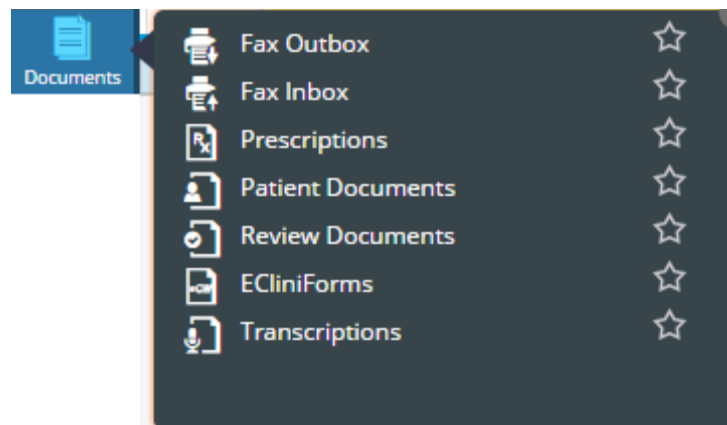 Documents
Fax Outbox
Fax Inbox
Prescriptions
Patient Documents
Review Documents
ECliniForms
Transcriptions